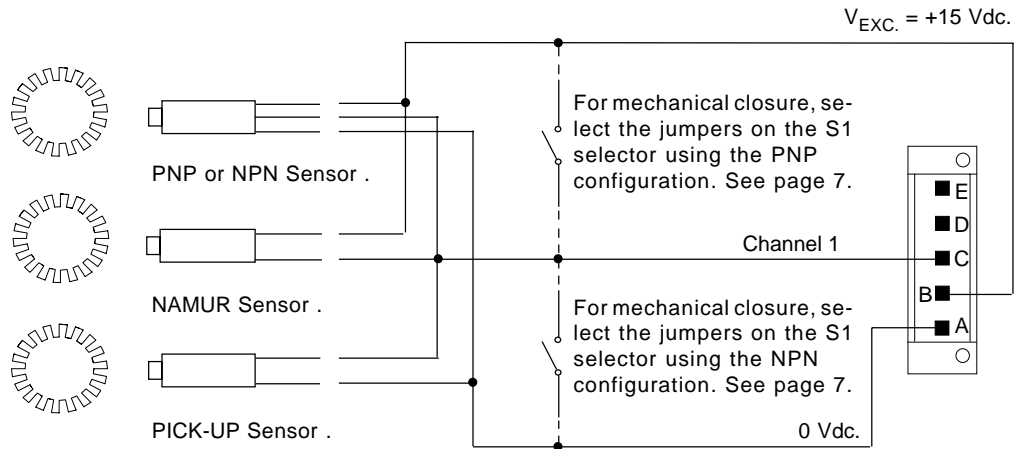 V EXC. = +15 Vdc.
For mechanical closure, se-
lect the jumpers on the S1
selector using the PNP
configuration. See page 7.
PNP or NPN Sensor .
E
D
Channel 1
C
B
NAMUR Sensor .
For mechanical closure, se-
lect the jumpers on the S1
selector using the NPN
configuration. See page 7.
A
PICK-UP Sensor .
0 Vdc.